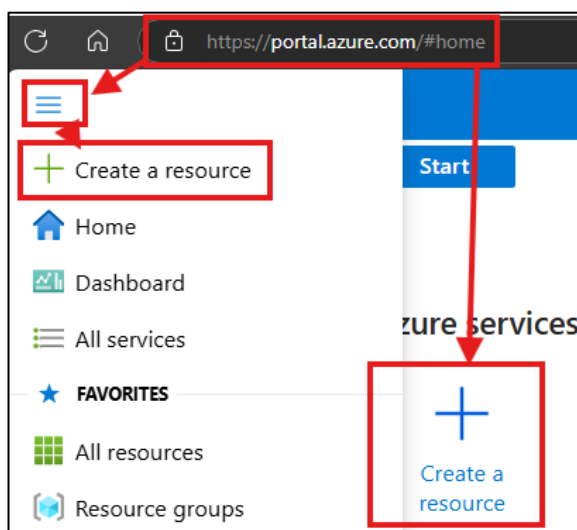 https://portal.azure.com/#home
Create a resource
Start
Home
Dashboard
All services
zure services
FAVORITES
All resources
Create a
resource
Resource groups